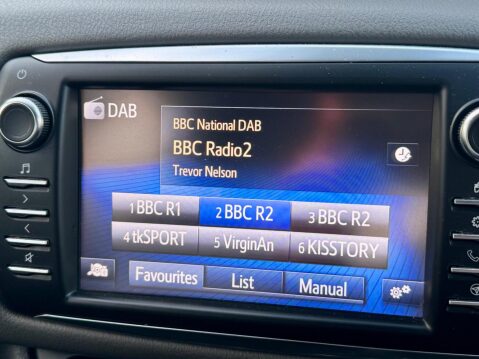 DAB
BBC National DAB
BBC Radio2
Trevor Nelson
1 BBC R1
2 BBC R2
3 BBC R2
4 tkSPORT
5 VirginAn
6 KISSTORY
Favourites
List
Manual